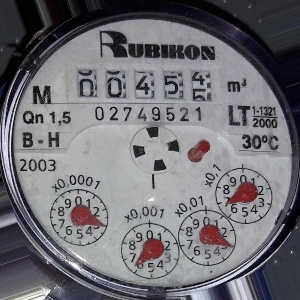 RUBIKON
M 00454 m³
Qn 1,5 02749521 LT 1-1321 2000
B-H 30°C
2003
x0,0001 x0,001 x0,01 x0,1